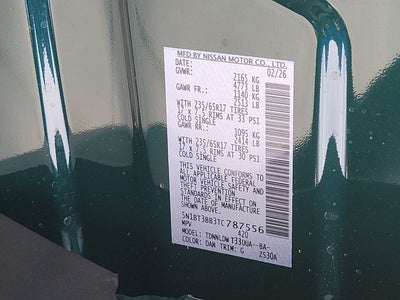 MFD BY NISSAN MOTOR CO., LTD.
DATE: 02/26
GVWR: 2165 KG
4773 LB
GAWR FR.: 1140 KG
2513 LB
WITH 235/65R17 TIRES
17 x 7.5 RIMS AT 33 PSI
COLD SINGLE
GAWR RR.: 1095 KG
2414 LB
WITH 235/65R17 TIRES
17 x 7.5 RIMS AT 30 PSI
COLD SINGLE
THIS VEHICLE CONFORMS TO
ALL APPLICABLE FEDERAL
MOTOR VEHICLE SAFETY AND
THEFT PREVENTION
STANDARDS IN EFFECT ON
THE DATE OF MANUFACTURE
SHOWN ABOVE.
5N1BT3BB3TC787556
MPV 420
MODEL: TDNNLDWT33UUA--BA-
COLOR: DAN TRIM: G ZS30A